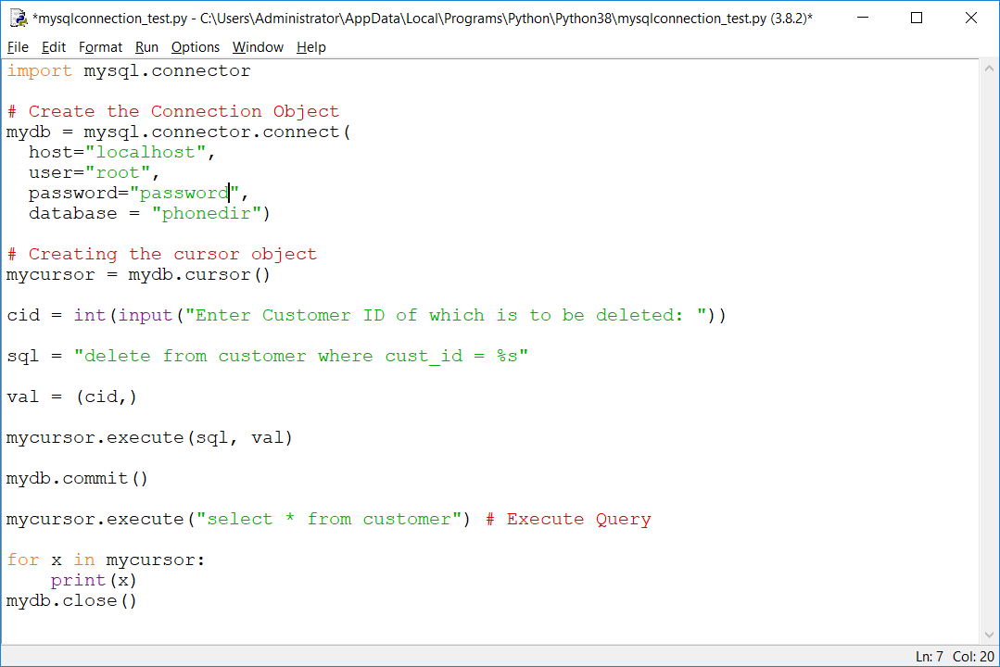 *mysqlconnection_test.py - C:\Users\Administrator\AppData\Local\Programs\Python\Python38\mysqlconnection_test.py (3.8.2)*
File Edit Format Run Options Window Help
import mysql.connector

# Create the Connection Object
mydb = mysql.connector.connect(
  host="localhost",
  user="root",
  password="password",
  database = "phonedir")

# Creating the cursor object
mycursor = mydb.cursor()

cid = int(input("Enter Customer ID of which is to be deleted: "))

sql = "delete from customer where cust_id = %s"

val = (cid,)

mycursor.execute(sql, val)

mydb.commit()

mycursor.execute("select * from customer") # Execute Query

for x in mycursor:
    print(x)
mydb.close()
Ln: 7 Col: 20